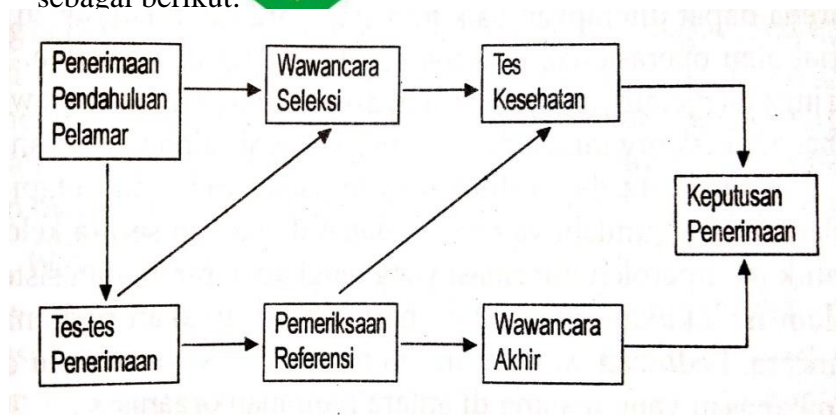 sebagai berikut:
Penerimaan
Pendahuluan
Pelamar
Wawancara
Seleksi
Tes
Kesehatan
Keputusan
Penerimaan
Tes-tes
Penerimaan
Pemeriksaan
Referensi
Wawancara
Akhir